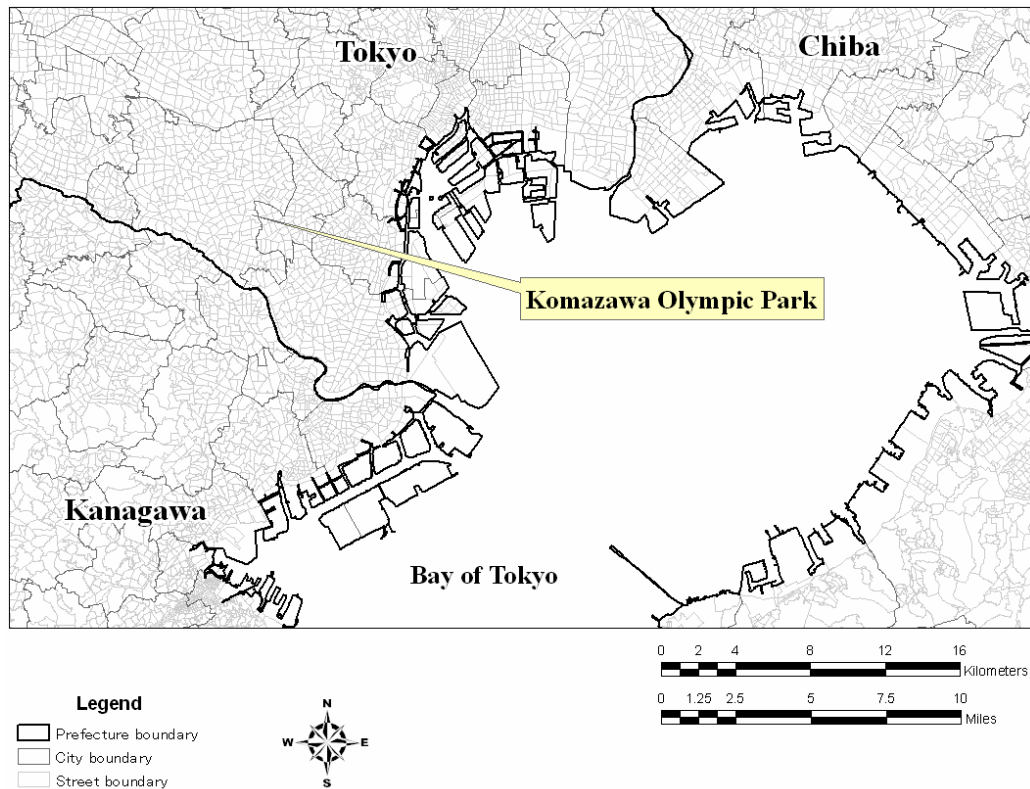 Tokyo
Chiba
Komazawa Olympic Park
Kanagawa
Bay of Tokyo
0 2 4 8 12 16
Kilometers
0 1.25 2.5 5 7.5 10
Miles
Legend
Prefecture boundary
City boundary
Street boundary
N
W E
S